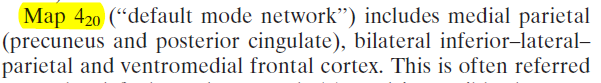 Map 4₂₀ (“default mode network”) includes medial parietal
(precuneus and posterior cingulate), bilateral inferior–lateral–
parietal and ventromedial frontal cortex. This is often referred